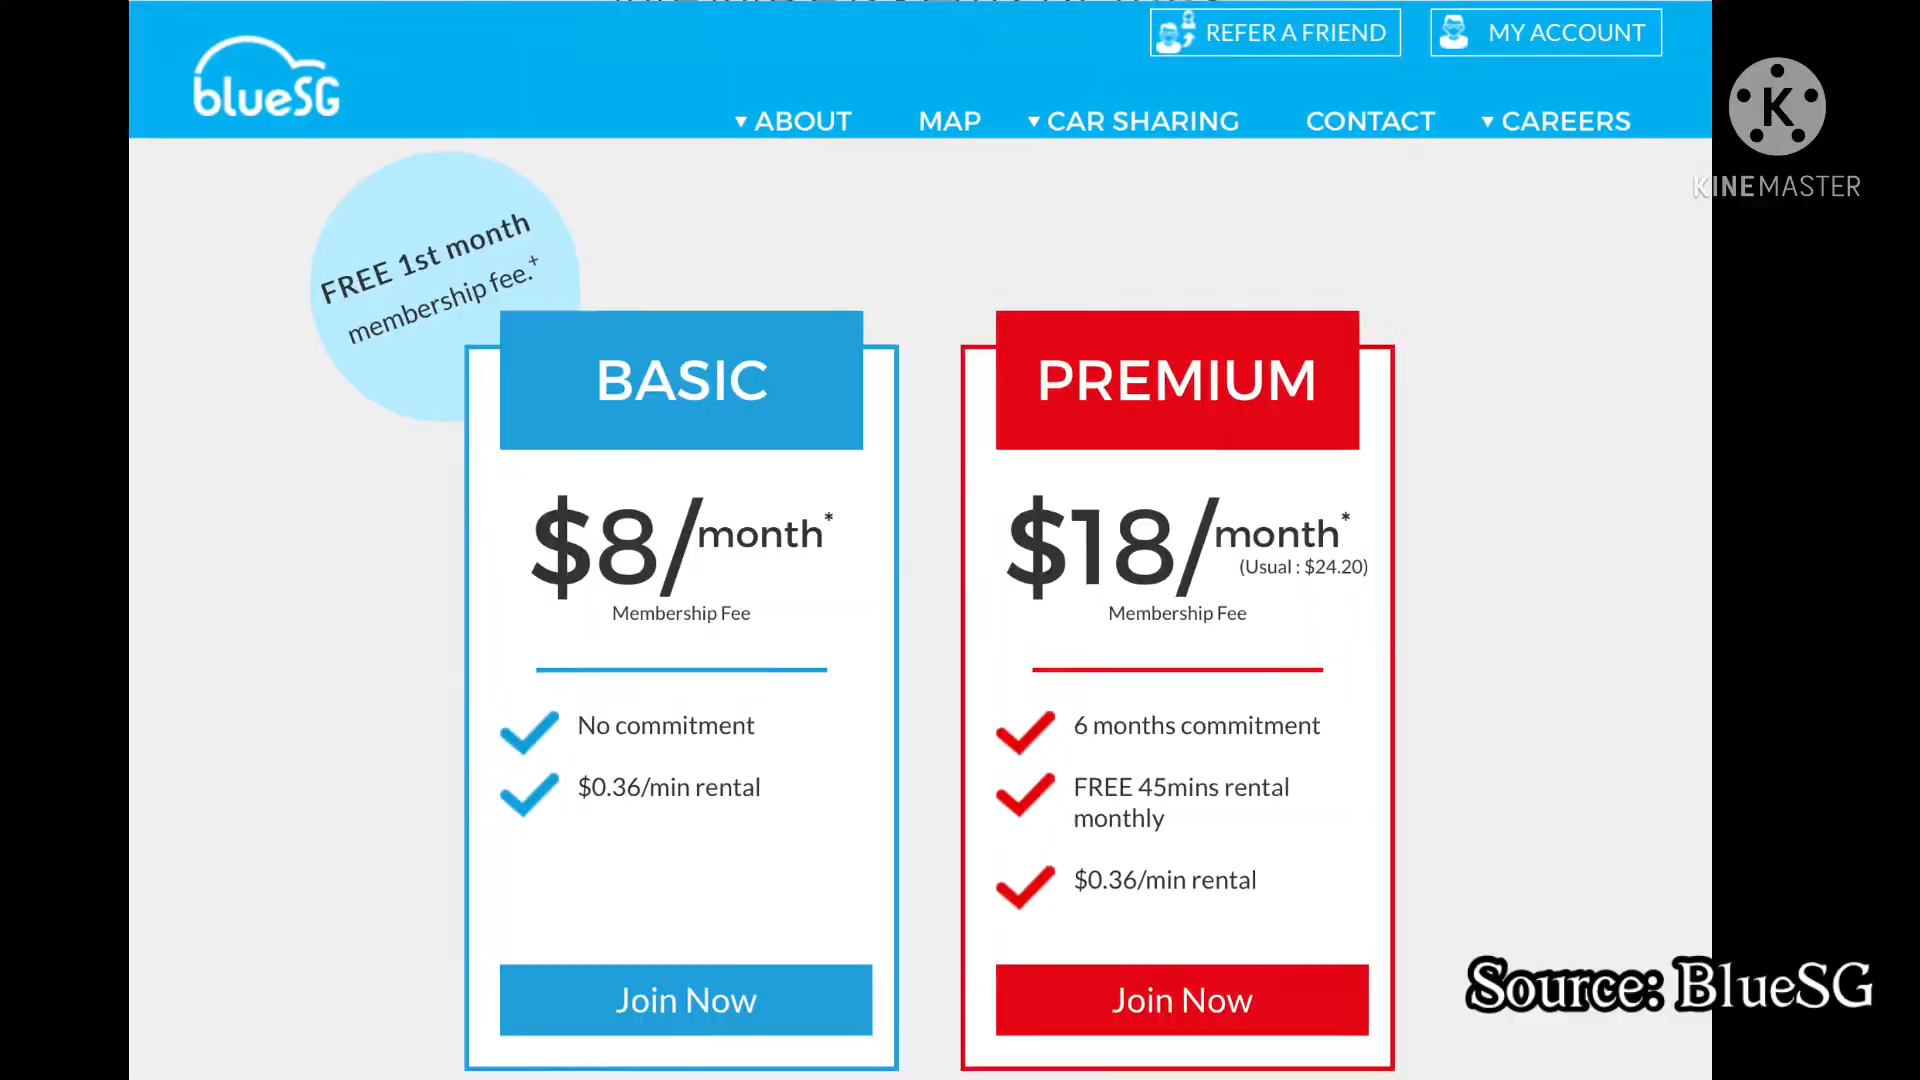 REFER A FRIEND
MY ACCOUNT
blueSG
ABOUT
MAP
CAR SHARING
CONTACT
CAREERS
K
KINEMASTER
FREE 1st month
membership fee.+
BASIC
$8/month*
Membership Fee
No commitment
$0.36/min rental
Join Now
PREMIUM
$18/month*
(Usual : $24.20)
Membership Fee
6 months commitment
FREE 45mins rental
monthly
$0.36/min rental
Join Now
Source: BlueSG